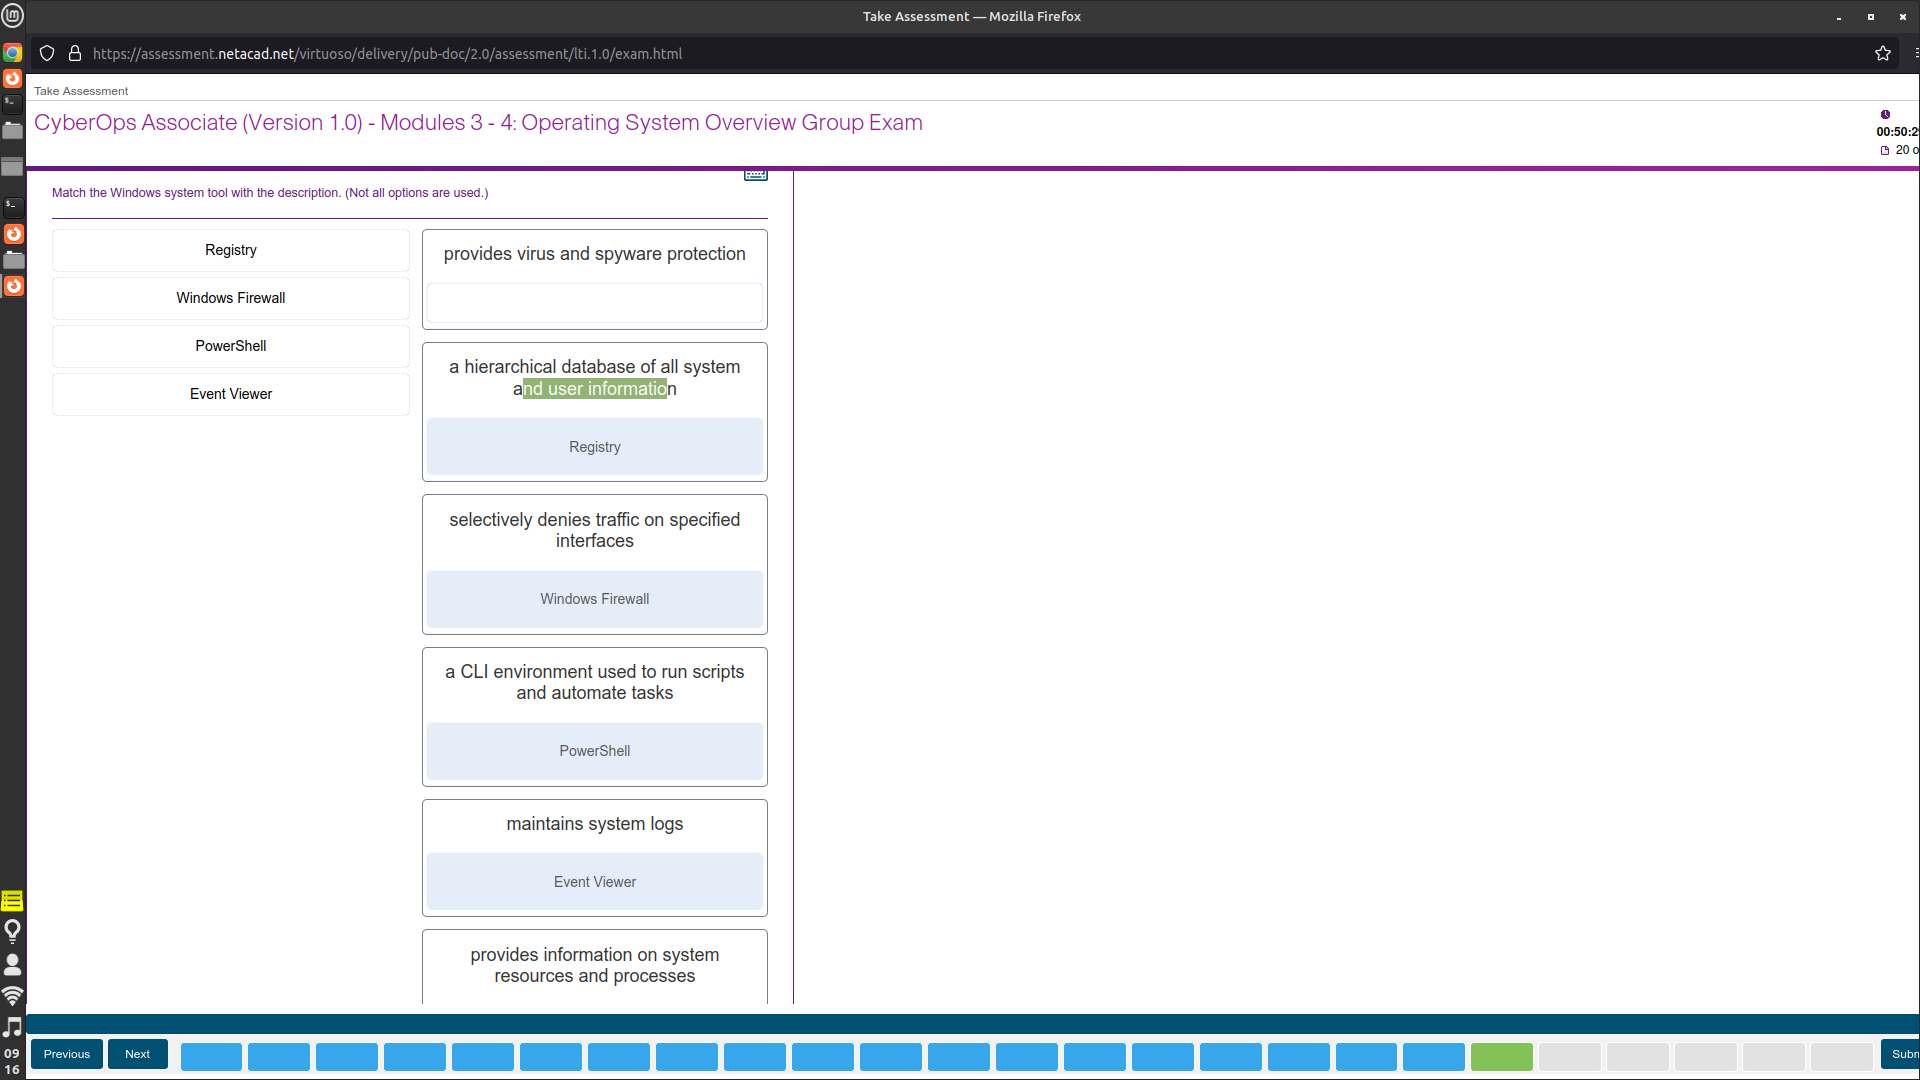 Take Assessment — Mozilla Firefox
https://assessment.netacad.net/virtuoso/delivery/pub-doc/2.0/assessment/lti.1.0/exam.html
Take Assessment
CyberOps Associate (Version 1.0) - Modules 3 - 4: Operating System Overview Group Exam
00:50:2
20 o
Match the Windows system tool with the description. (Not all options are used.)
Registry
Windows Firewall
PowerShell
Event Viewer
provides virus and spyware protection
a hierarchical database of all system
and user information
Registry
selectively denies traffic on specified
interfaces
Windows Firewall
a CLI environment used to run scripts
and automate tasks
PowerShell
maintains system logs
Event Viewer
provides information on system
resources and processes
Previous
Next
Subm
09
16